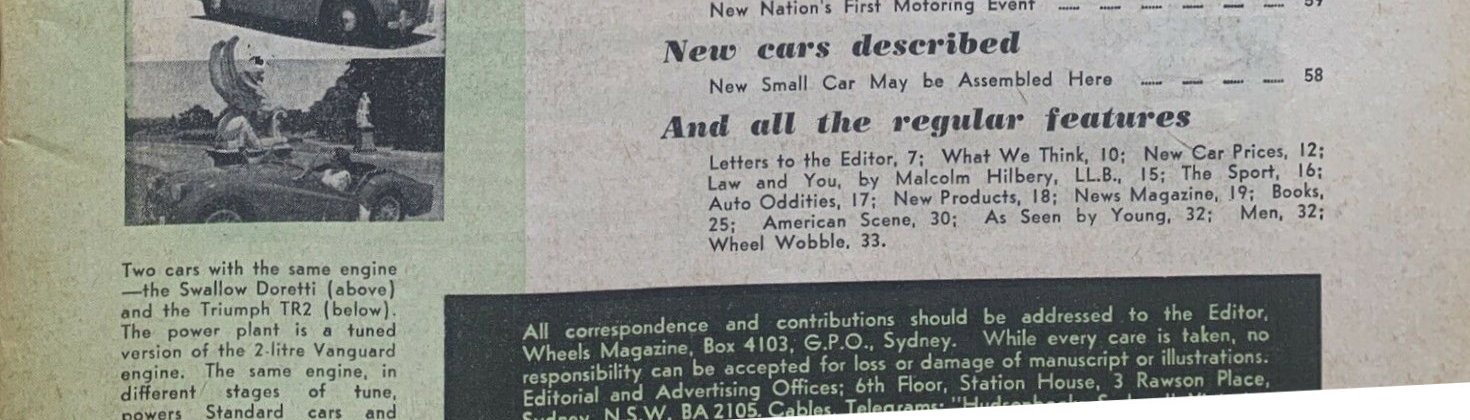 New Nation's First Motoring Event 59
New cars described
New Small Car May be Assembled Here 58
And all the regular features
Letters to the Editor, 7; What We Think, 10; New Car Prices, 12;
Law and You, by Malcolm Hilbery, LL.B., 15; The Sport, 16;
Auto Oddities, 17; New Products, 18; News Magazine, 19; Books,
25; American Scene, 30; As Seen by Young, 32; Men, 32;
Wheel Wobble, 33.
Two cars with the same engine
—the Swallow Doretti (above)
and the Triumph TR2 (below).
The power plant is a tuned
version of the 2-litre Vanguard
engine. The same engine, in
different stages of tune,
powers Standard cars and
All correspondence and contributions should be addressed to the Editor,
Wheels Magazine, Box 4103, G.P.O., Sydney. While every care is taken, no
responsibility can be accepted for loss or damage of manuscript or illustrations.
Editorial and Advertising Offices; 6th Floor, Station House, 3 Rawson Place,
Sydney, N.S.W. BA 2105. Cables, Telegrams: